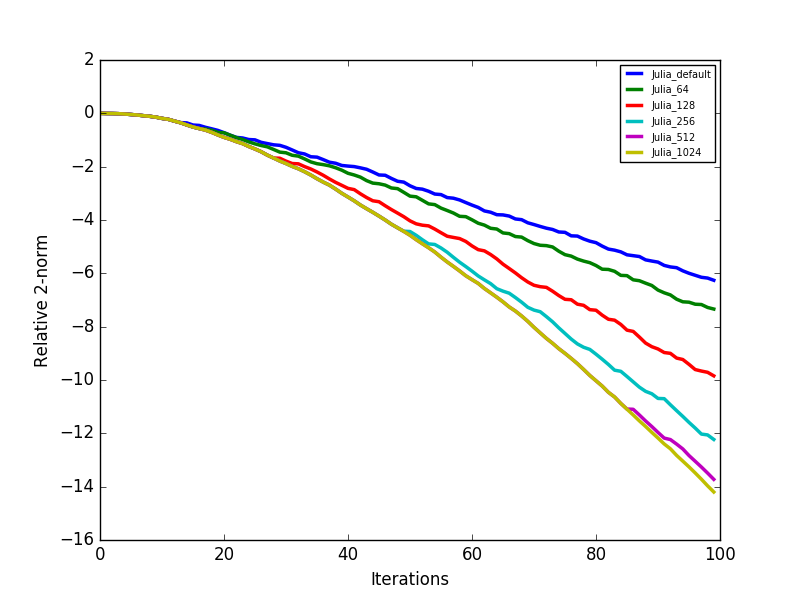 2
0
−2
−4
−6
−8
−10
−12
−14
−16
0 20 40 60 80 100
Relative 2-norm
Iterations
Julia_default
Julia_64
Julia_128
Julia_256
Julia_512
Julia_1024